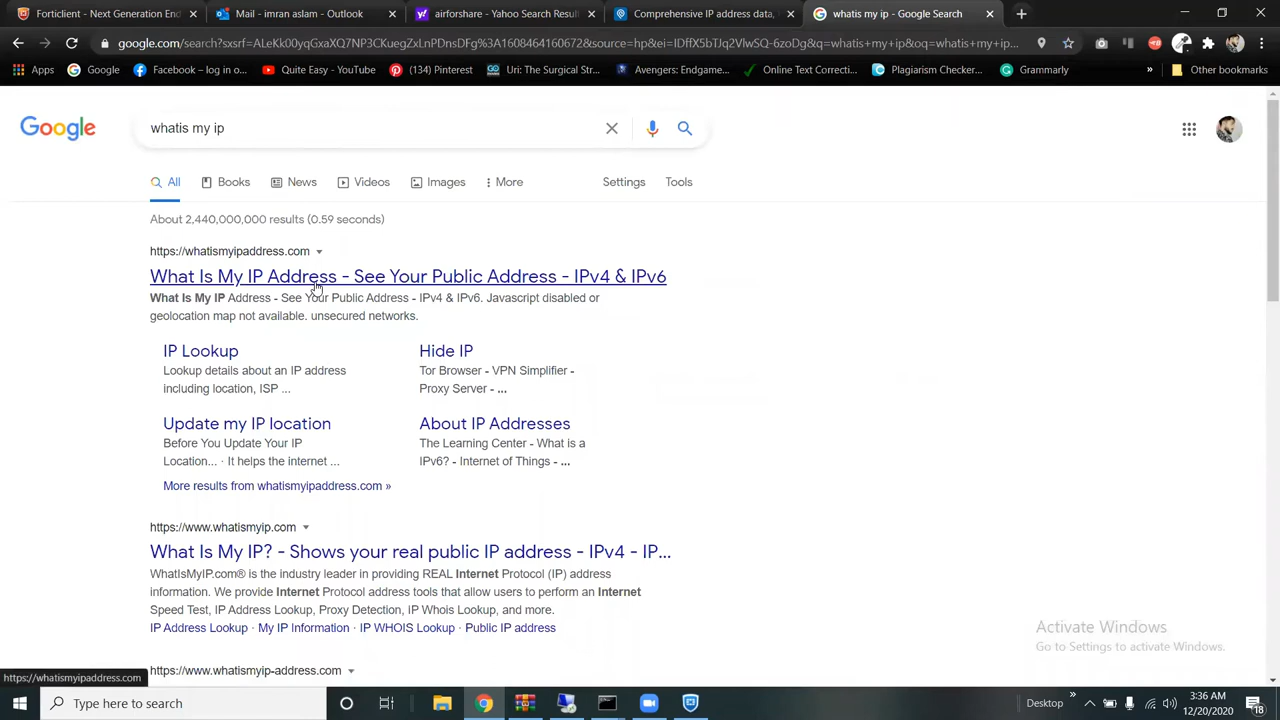 Forticlient - Next Generation End
Mail - imran aslam - Outlook
airforshare - Yahoo Search Result
Comprehensive IP address data,
whatis my ip - Google Search
google.com/search?sxsrf=ALeKk00yqGxaXQ7NP3CKuegZxLnPDnsDfg%3A1608464160672&source=hp&ei=IDffX5bTJq2VlwSQ-6zoDg&q=whatis+my+ip&oq=whatis+my+ip...
Apps
Google
Facebook – log in o...
Quite Easy - YouTube
(134) Pinterest
Uri: The Surgical Str...
Avengers: Endgame...
Online Text Correcti...
Plagiarism Checker...
Grammarly
»
Other bookmarks
Google
whatis my ip
All
Books
News
Videos
Images
More
Settings
Tools
About 2,440,000,000 results (0.59 seconds)
https://whatismyipaddress.com
What Is My IP Address - See Your Public Address - IPv4 & IPv6
What Is My IP Address - See Your Public Address - IPv4 & IPv6. Javascript disabled or
geolocation map not available. unsecured networks.
IP Lookup
Lookup details about an IP address
including location, ISP ...
Hide IP
Tor Browser - VPN Simplifier -
Proxy Server - ...
Update my IP location
Before You Update Your IP
Location... · It helps the internet ...
About IP Addresses
The Learning Center - What is a
IPv6? - Internet of Things - ...
More results from whatismyipaddress.com »
https://www.whatismyip.com
What Is My IP? - Shows your real public IP address - IPv4 - IP...
WhatIsMyIP.com® is the industry leader in providing REAL Internet Protocol (IP) address
information. We provide Internet Protocol address tools that allow users to perform an Internet
Speed Test, IP Address Lookup, Proxy Detection, IP Whois Lookup, and more.
IP Address Lookup · My IP Information · IP WHOIS Lookup · Public IP address
https://www.whatismyip-address.com
Activate Windows
Go to Settings to activate Windows.
https://whatismyipaddress.com
Type here to search
Desktop
»
3:36 AM
12/20/2020
18